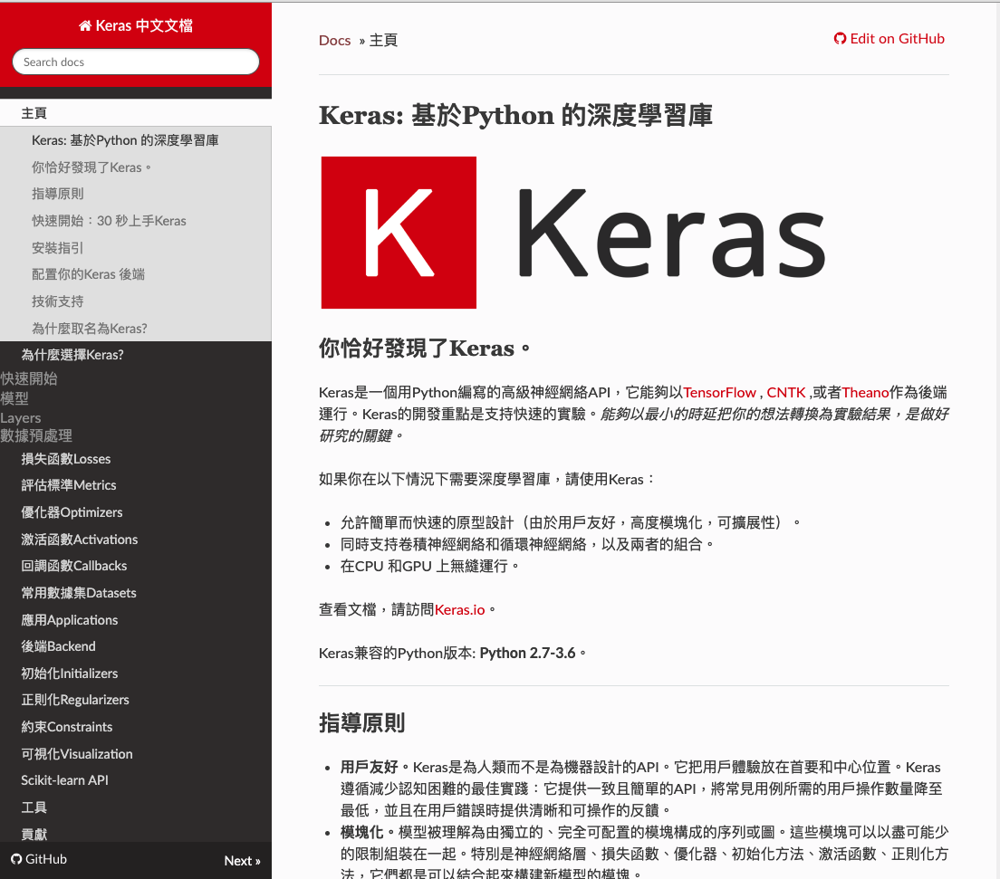 Keras 中文文檔
Search docs
主頁
Keras: 基於Python 的深度學習庫
你恰好發現了Keras。
指導原則
快速開始：30 秒上手Keras
安裝指引
配置你的Keras 後端
技術支持
為什麼取名為Keras?
為什麼選擇Keras?
快速開始
模型
Layers
數據預處理
損失函數Losses
評估標準Metrics
優化器Optimizers
激活函數Activations
回調函數Callbacks
常用數據集Datasets
應用Applications
後端Backend
初始化Initializers
正則化Regularizers
約束Constraints
可視化Visualization
Scikit-learn API
工具
貢獻
GitHub Next »
Docs » 主頁 Edit on GitHub
Keras: 基於Python 的深度學習庫
K Keras
你恰好發現了Keras。
Keras是一個用Python編寫的高級神經網絡API，它能夠以TensorFlow , CNTK ,或者Theano作為後端
運行。Keras的開發重點是支持快速的實驗。能夠以最小的時延把你的想法轉換為實驗結果，是做好
研究的關鍵。
如果你在以下情況下需要深度學習庫，請使用Keras：
• 允許簡單而快速的原型設計（由於用戶友好，高度模塊化，可擴展性）。
• 同時支持卷積神經網絡和循環神經網絡，以及兩者的組合。
• 在CPU 和GPU 上無縫運行。
查看文檔，請訪問Keras.io。
Keras兼容的Python版本: Python 2.7-3.6。
指導原則
• 用戶友好。Keras是為人類而不是為機器設計的API。它把用戶體驗放在首要和中心位置。Keras
遵循減少認知困難的最佳實踐：它提供一致且簡單的API，將常見用例所需的用戶操作數量降至
最低，並且在用戶錯誤時提供清晰和可操作的反饋。
• 模塊化。模型被理解為由獨立的、完全可配置的模塊構成的序列或圖。這些模塊可以以盡可能少
的限制組裝在一起。特別是神經網絡層、損失函數、優化器、初始化方法、激活函數、正則化方
法，它們都是可以結合起來構建新模型的模塊。